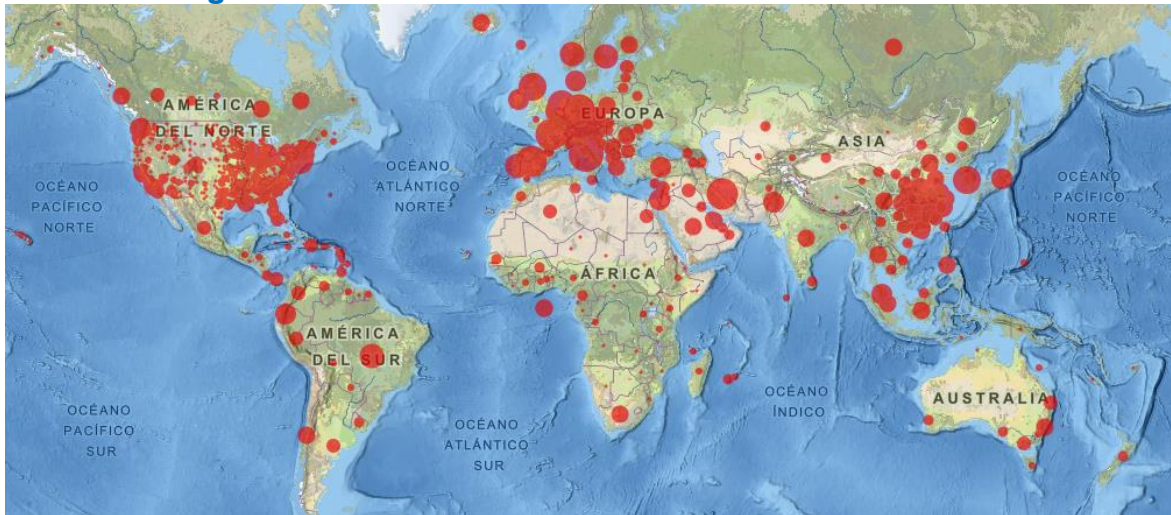 AMÉRICA
DEL NORTE
EUROPA
ASIA
OCÉANO
PACÍFICO
NORTE
OCÉANO
ATLÁNTICO
NORTE
OCÉANO
PACÍFICO
NORTE
ÁFRICA
AMÉRICA
DEL SUR
OCÉANO
PACÍFICO
SUR
OCÉANO
ATLÁNTICO
SUR
OCÉANO
ÍNDICO
AUSTRALIA